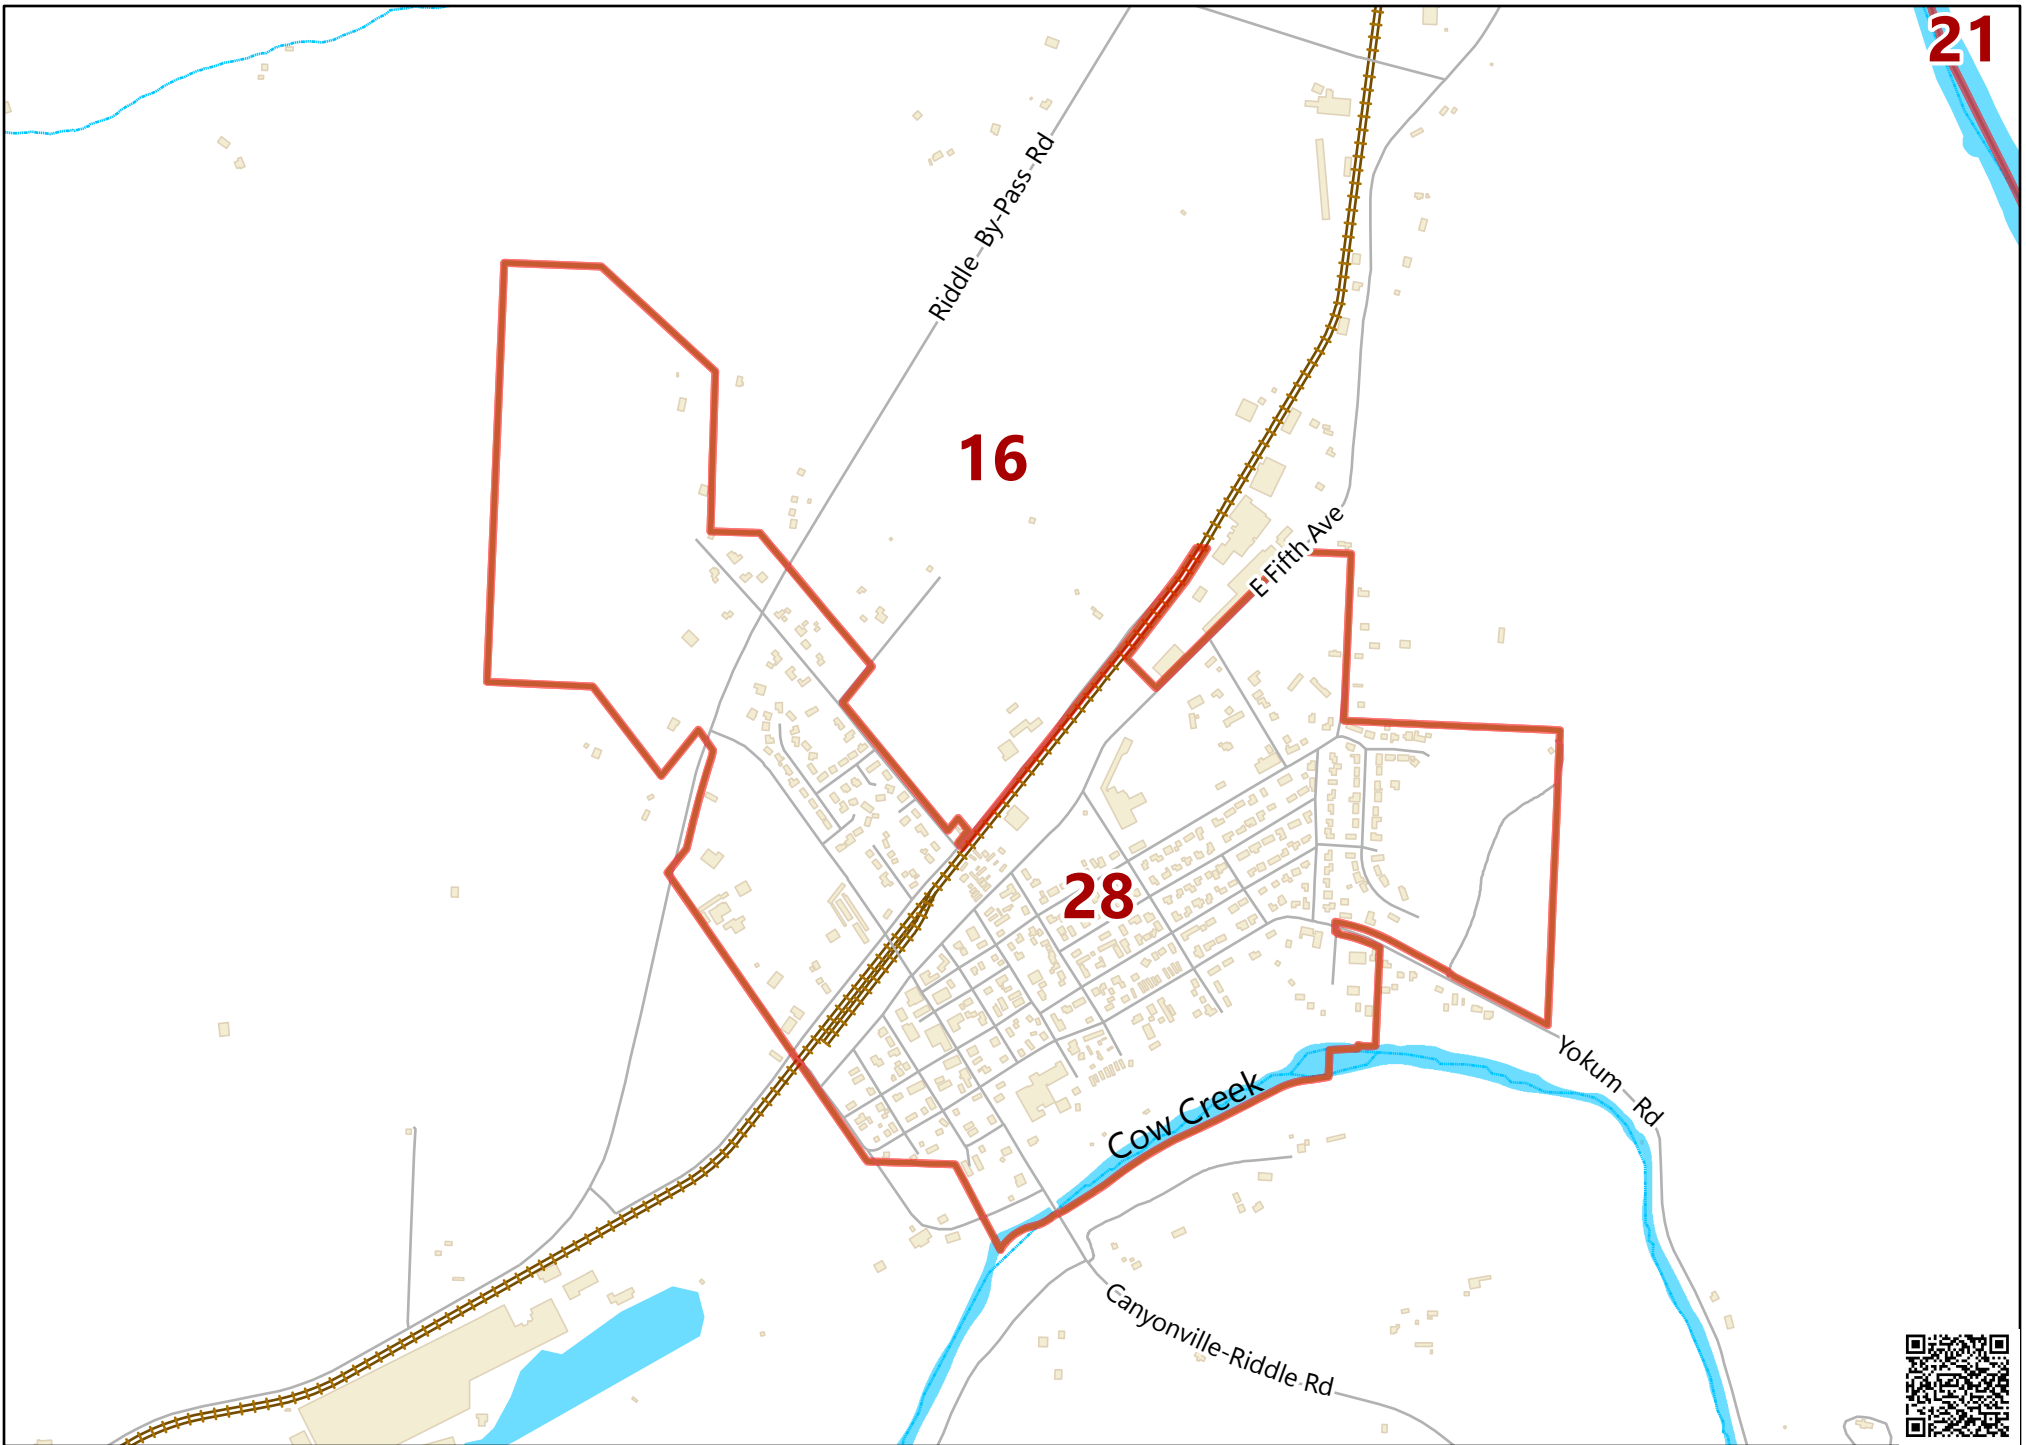 21
Riddle By-Pass Rd
16
E Fifth Ave
28
Yokum Rd
Cow Creek
Canyonville-Riddle Rd